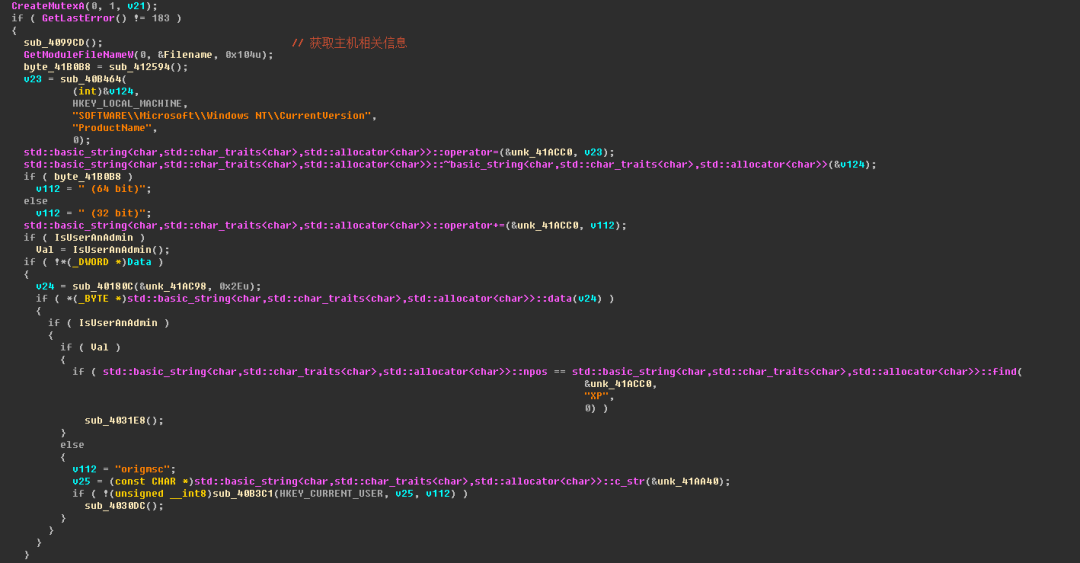 CreateMutexA(0, 1, v21);
if ( GetLastError() != 183 )
{
sub_4099CD(); // 获取主机相关信息
GetModuleFileNameW(0, &Filename, 0x104u);
byte_41B0B8 = sub_412594();
v23 = sub_40B464(
(int)&v124,
HKEY_LOCAL_MACHINE,
"SOFTWARE\\Microsoft\\Windows NT\\CurrentVersion",
"ProductName",
0);
std::basic_string<char,std::char_traits<char>,std::allocator<char>>::operator=(&unk_41ACC0, v23);
std::basic_string<char,std::char_traits<char>,std::allocator<char>>::~basic_string<char,std::char_traits<char>,std::allocator<char>>(&v124);
if ( byte_41B0B8 )
v112 = " (64 bit)";
else
v112 = " (32 bit)";
std::basic_string<char,std::char_traits<char>,std::allocator<char>>::operator+=(&unk_41ACC0, v112);
if ( IsUserAnAdmin )
Val = IsUserAnAdmin();
if ( !*(_DWORD *)Data )
{
v24 = sub_40180C(&unk_41AC98, 0x2Eu);
if ( *(_BYTE *)std::basic_string<char,std::char_traits<char>,std::allocator<char>>::data(v24) )
{
if ( IsUserAnAdmin )
{
if ( Val )
{
if ( std::basic_string<char,std::char_traits<char>,std::allocator<char>>::npos == std::basic_string<char,std::char_traits<char>,std::allocator<char>>::find(
&unk_41ACC0,
"XP",
0) )
sub_4031E8();
}
else
{
v112 = "origmsc";
v25 = (const CHAR *)std::basic_string<char,std::char_traits<char>,std::allocator<char>>::c_str(&unk_41AA40);
if ( !(unsigned __int8)sub_40B3C1(HKEY_CURRENT_USER, v25, v112) )
sub_4030DC();
}
}
}
}